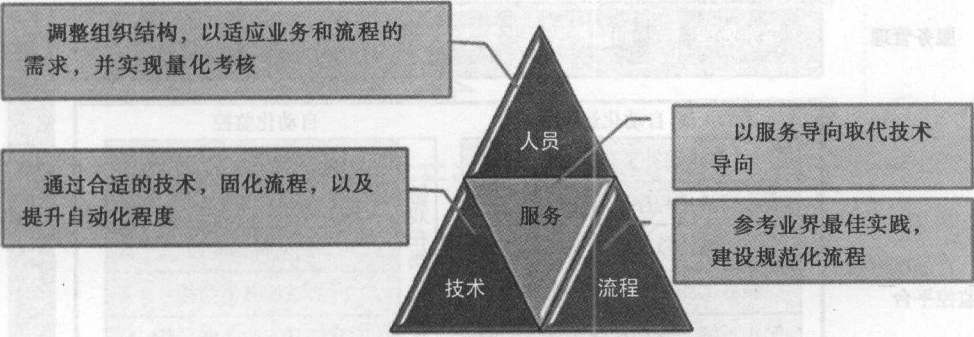 调整组织结构，以适应业务和流程的
需求，并实现量化考核
人员
以服务导向取代技术
导向
通过合适的技术，固化流程，以及
提升自动化程度
服务
参考业界最佳实践，
建设规范化流程
技术
流程